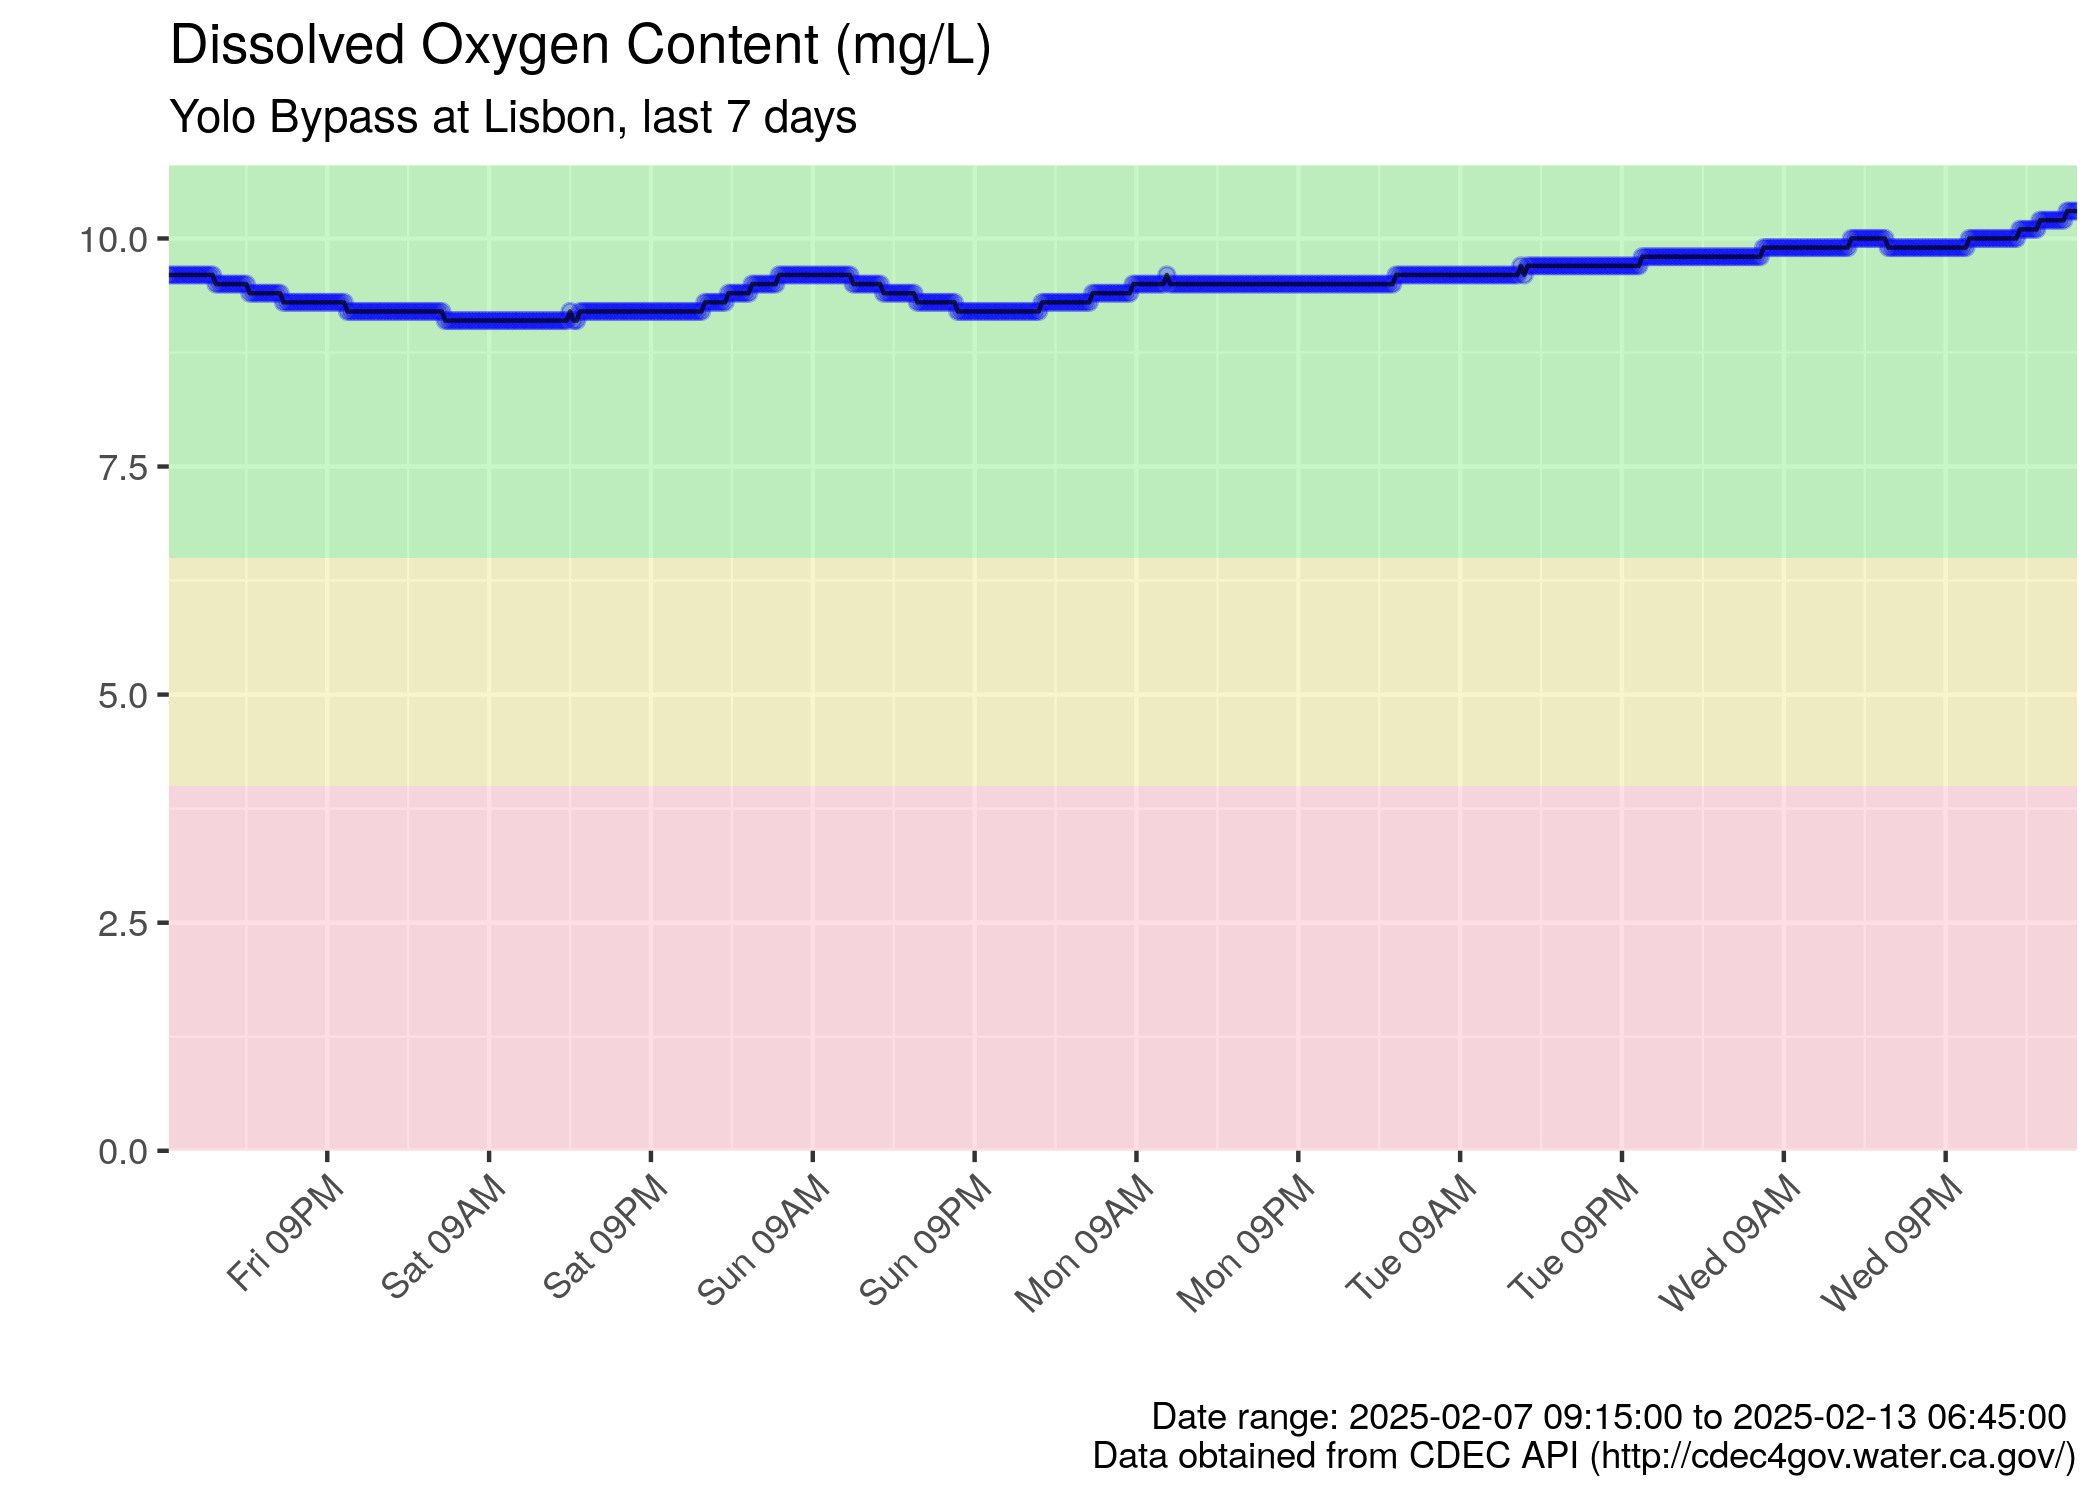 Dissolved Oxygen Content (mg/L)
Yolo Bypass at Lisbon, last 7 days
10.0
7.5
5.0
2.5
0.0
Fri 09PM
Sat 09AM
Sat 09PM
Sun 09AM
Sun 09PM
Mon 09AM
Mon 09PM
Tue 09AM
Tue 09PM
Wed 09AM
Wed 09PM
Date range: 2025-02-07 09:15:00 to 2025-02-13 06:45:00
Data obtained from CDEC API (http://cdec4gov.water.ca.gov/)